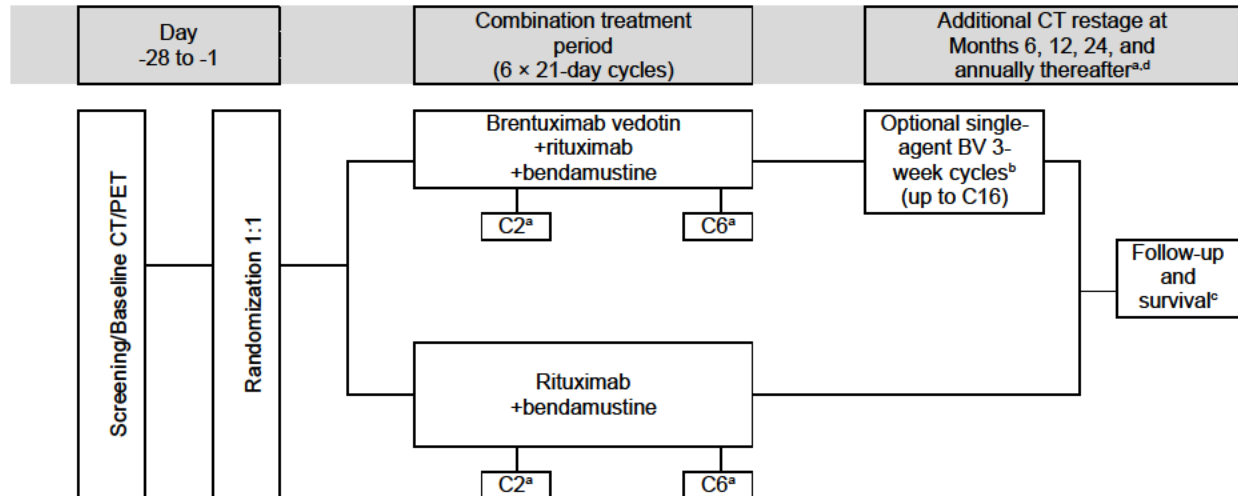 Day
-28 to -1
Combination treatment
period
(6 × 21-day cycles)
Additional CT restage at
Months 6, 12, 24, and
annually thereafterᵃ,ᵈ
Screening/Baseline CT/PET
Randomization 1:1
Brentuximab vedotin
+rituximab
+bendamustine
C2ᵃ
C6ᵃ
Optional single-
agent BV 3-
week cyclesᵇ
(up to C16)
Follow-up
and
survivalᶜ
Rituximab
+bendamustine
C2ᵃ
C6ᵃ